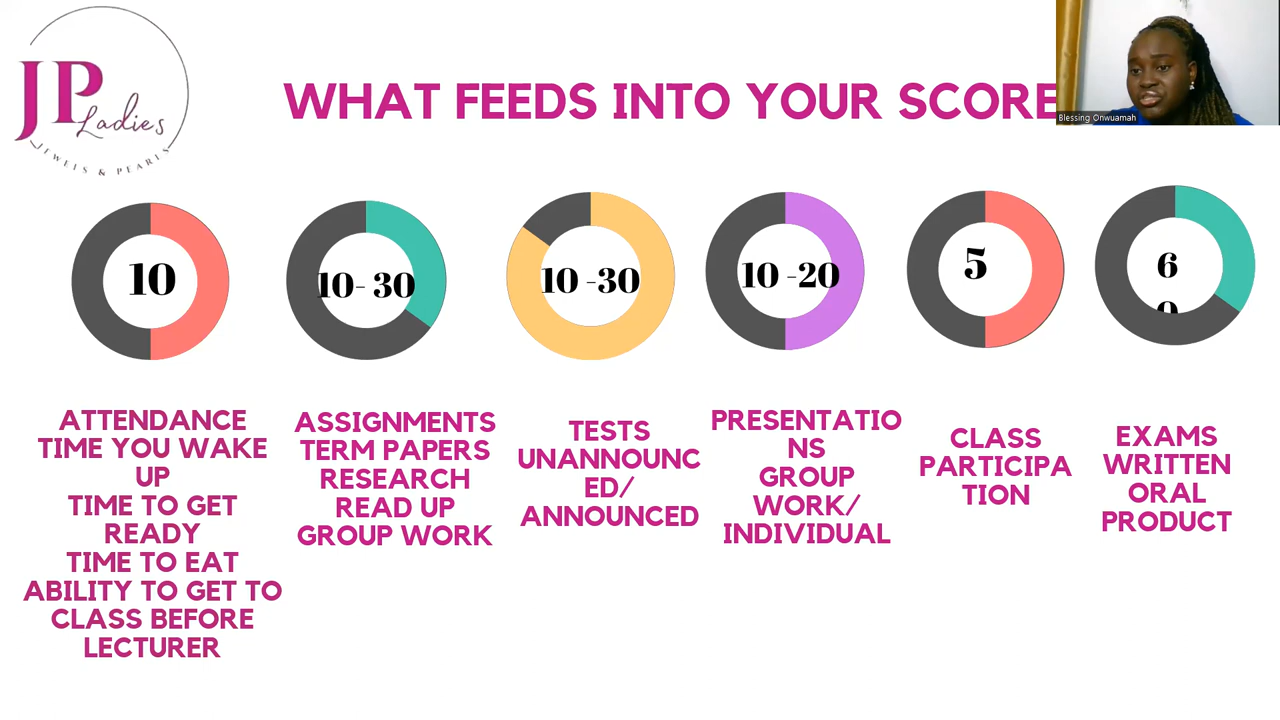 JP
Ladies
JEWELS & PEARLS
WHAT FEEDS INTO YOUR SCORE
Blessing Onwuamah
10
10- 30
10 -30
10 -20
5
6
0
ATTENDANCE
TIME YOU WAKE
UP
TIME TO GET
READY
TIME TO EAT
ABILITY TO GET TO
CLASS BEFORE
LECTURER
ASSIGNMENTS
TERM PAPERS
RESEARCH
READ UP
GROUP WORK
TESTS
UNANNOUNC
ED/
ANNOUNCED
PRESENTATIO
NS
GROUP
WORK/
INDIVIDUAL
CLASS
PARTICIPA
TION
EXAMS
WRITTEN
ORAL
PRODUCT